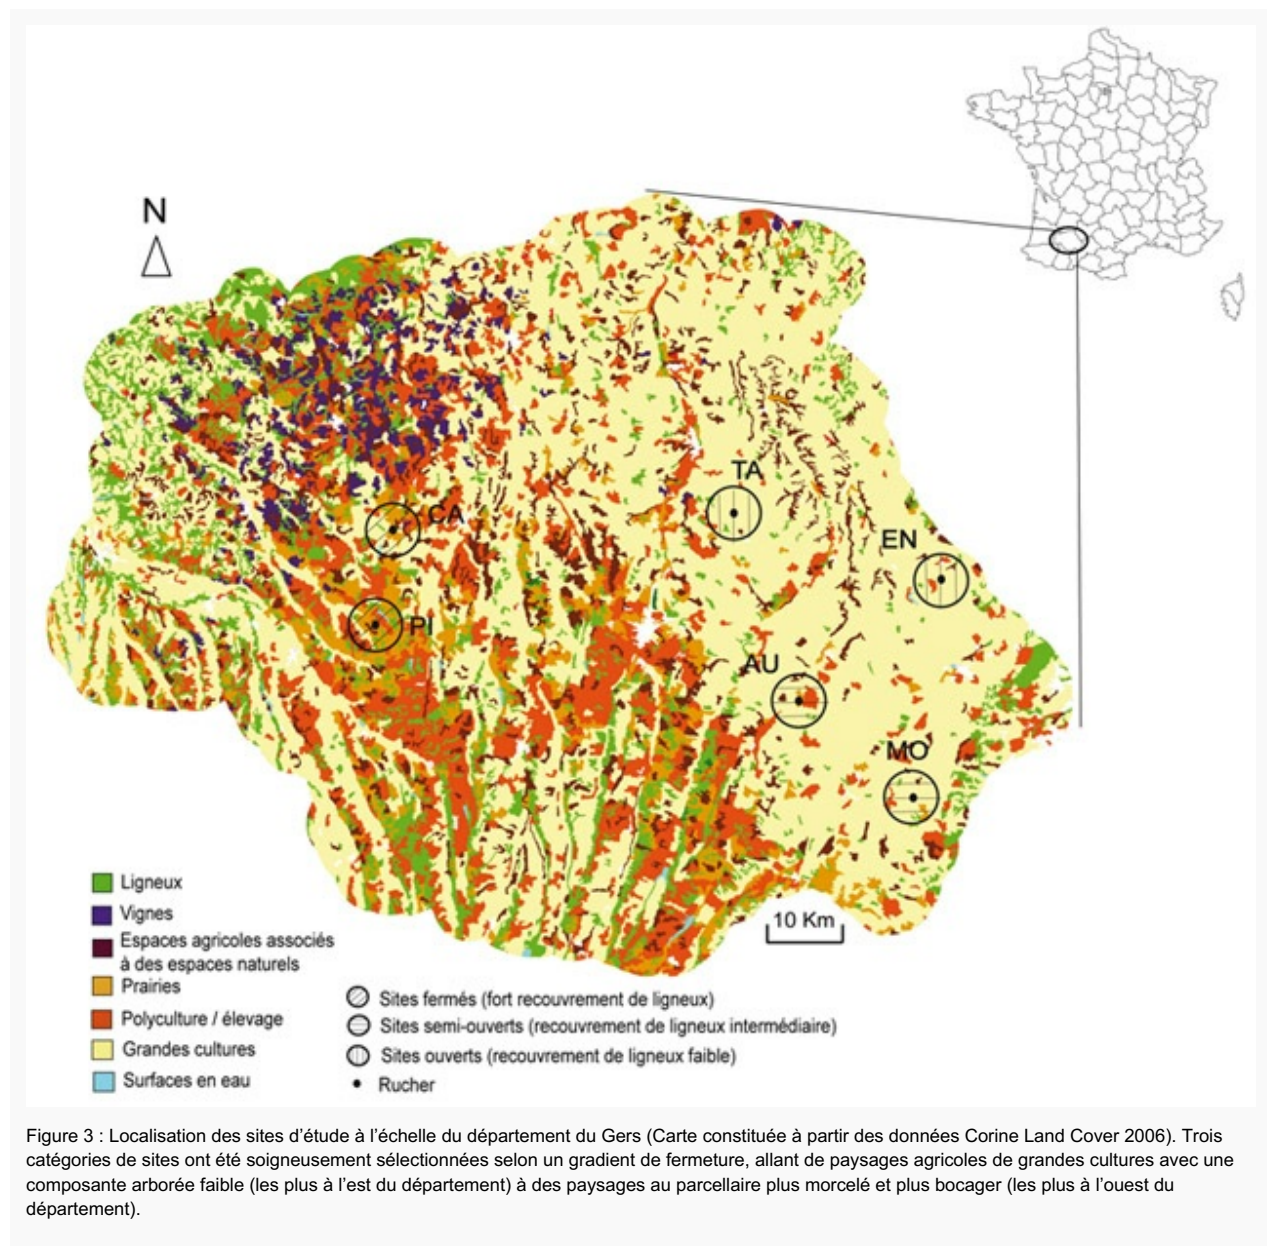 N
TA
CA
EN
PI
AU
MO
10 Km
Ligneux
Vignes
Espaces agricoles associés
à des espaces naturels
Prairies
Polyculture / élevage
Grandes cultures
Surfaces en eau
Sites fermés (fort recouvrement de ligneux)
Sites semi-ouverts (recouvrement de ligneux intermédiaire)
Sites ouverts (recouvrement de ligneux faible)
Rucher
Figure 3 : Localisation des sites d’étude à l’échelle du département du Gers (Carte constituée à partir des données Corine Land Cover 2006). Trois
catégories de sites ont été soigneusement sélectionnées selon un gradient de fermeture, allant de paysages agricoles de grandes cultures avec une
composante arborée faible (les plus à l’est du département) à des paysages au parcellaire plus morcelé et plus bocager (les plus à l’ouest du
département).